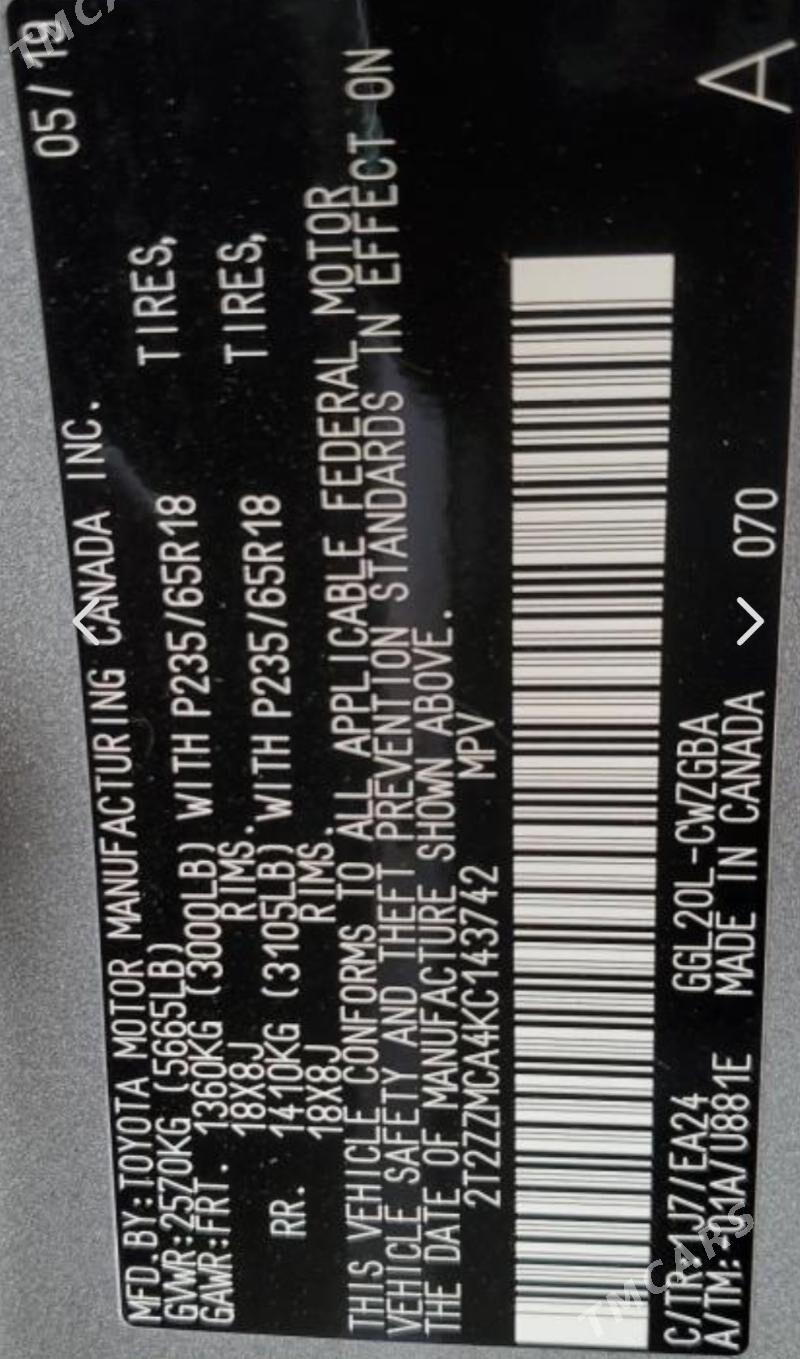 MFD.BY:TOYOTA MOTOR MANUFACTURING CANADA INC. 05/19
GVWR:2570KG (5665LB)
GAWR:FRT. 1360KG (3000LB) WITH P235/65R18 TIRES,
18X8J RIMS.
RR. 1410KG (3105LB) WITH P235/65R18 TIRES,
18X8J RIMS.
THIS VEHICLE CONFORMS TO ALL APPLICABLE FEDERAL MOTOR
VEHICLE SAFETY AND THEFT PREVENTION STANDARDS IN EFFECT ON
THE DATE OF MANUFACTURE SHOWN ABOVE.
2T2ZZMCA4KC143742 MPV
C/TR:1J7/EA24 GGL20L-CWZGBA
A/TM:-01A/U881E MADE IN CANADA 070 A
TMCARS